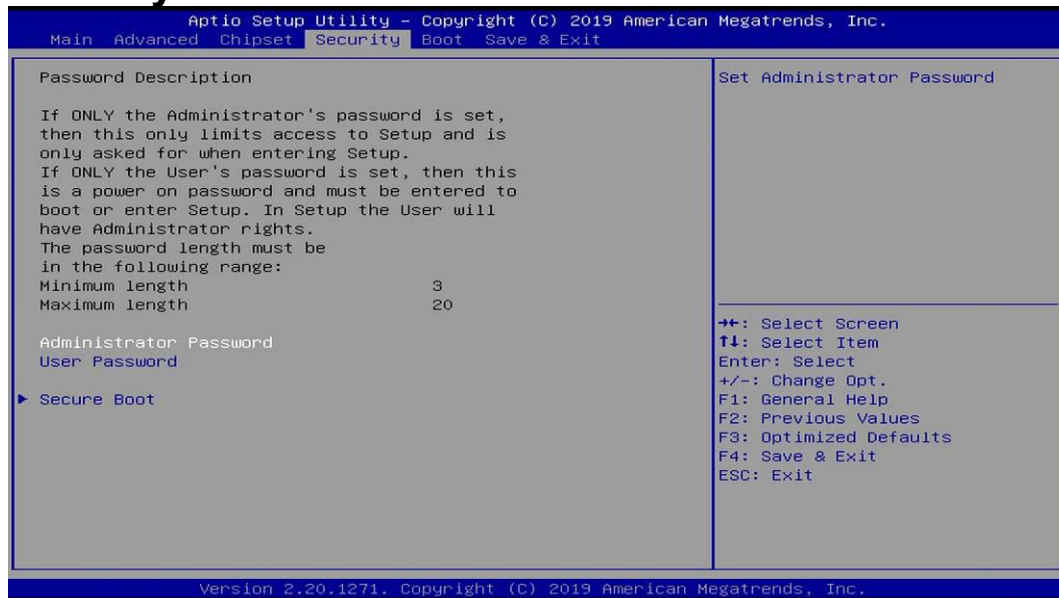 Aptio Setup Utility – Copyright (C) 2019 American Megatrends, Inc.
Main Advanced Chipset Security Boot Save & Exit
Password Description
If ONLY the Administrator's password is set,
then this only limits access to Setup and is
only asked for when entering Setup.
If ONLY the User's password is set, then this
is a power on password and must be entered to
boot or enter Setup. In Setup the User will
have Administrator rights.
The password length must be
in the following range:
Minimum length 3
Maximum length 20
Administrator Password
User Password
► Secure Boot
Set Administrator Password
→←: Select Screen
↑↓: Select Item
Enter: Select
+/-: Change Opt.
F1: General Help
F2: Previous Values
F3: Optimized Defaults
F4: Save & Exit
ESC: Exit
Version 2.20.1271. Copyright (C) 2019 American Megatrends, Inc.